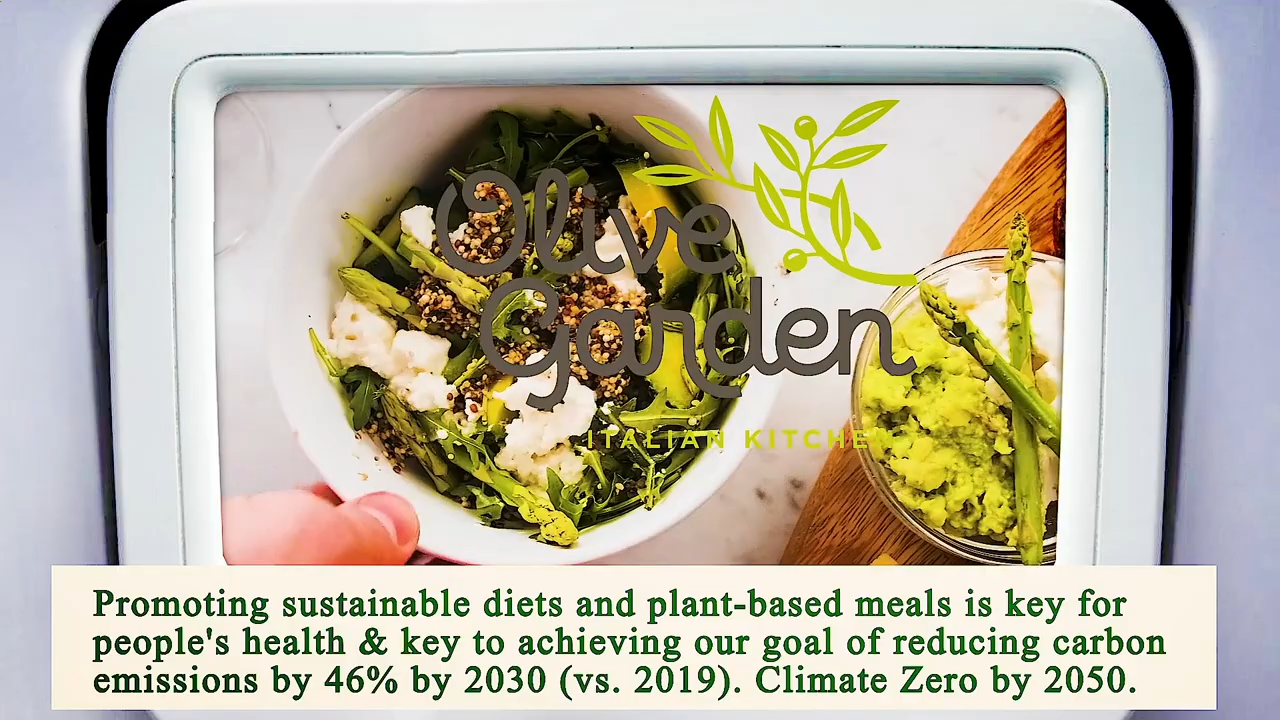 Olive
Garden
ITALIAN KITCHEN
Promoting sustainable diets and plant-based meals is key for
people's health & key to achieving our goal of reducing carbon
emissions by 46% by 2030 (vs. 2019). Climate Zero by 2050.